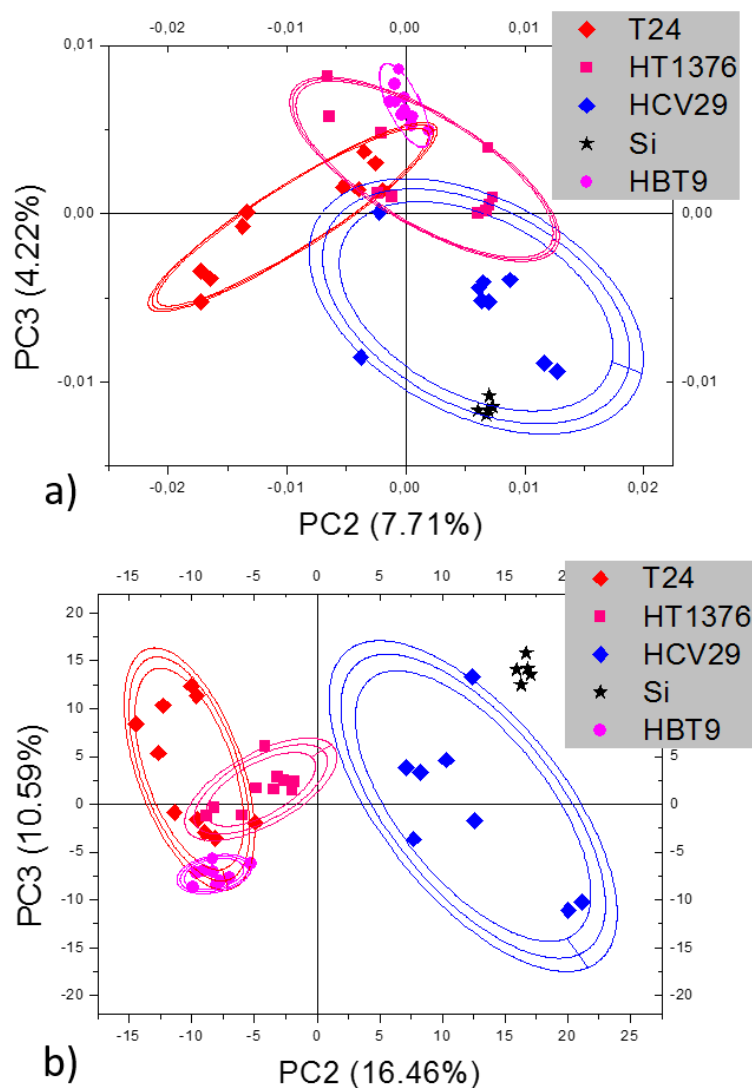 -0,02 -0,01 0,00
T24
HT1376
HCV29
Si
HBT9
0,01 0,01
0,00 0,00
-0,01 -0,01
PC3 (4.22%)
-0,02 -0,01 0,00 0,01 0,02
a)
PC2 (7.71%)
-15 -10 -5 0 5 10 15 20 25
T24
HT1376
HCV29
Si
HBT9
20
15
10
5 5
0 0
-5 -5
-10 -10
-15 -15
-20 -20
PC3 (10.59%)
-15 -10 -5 0 5 10 15 20 25
b)
PC2 (16.46%)